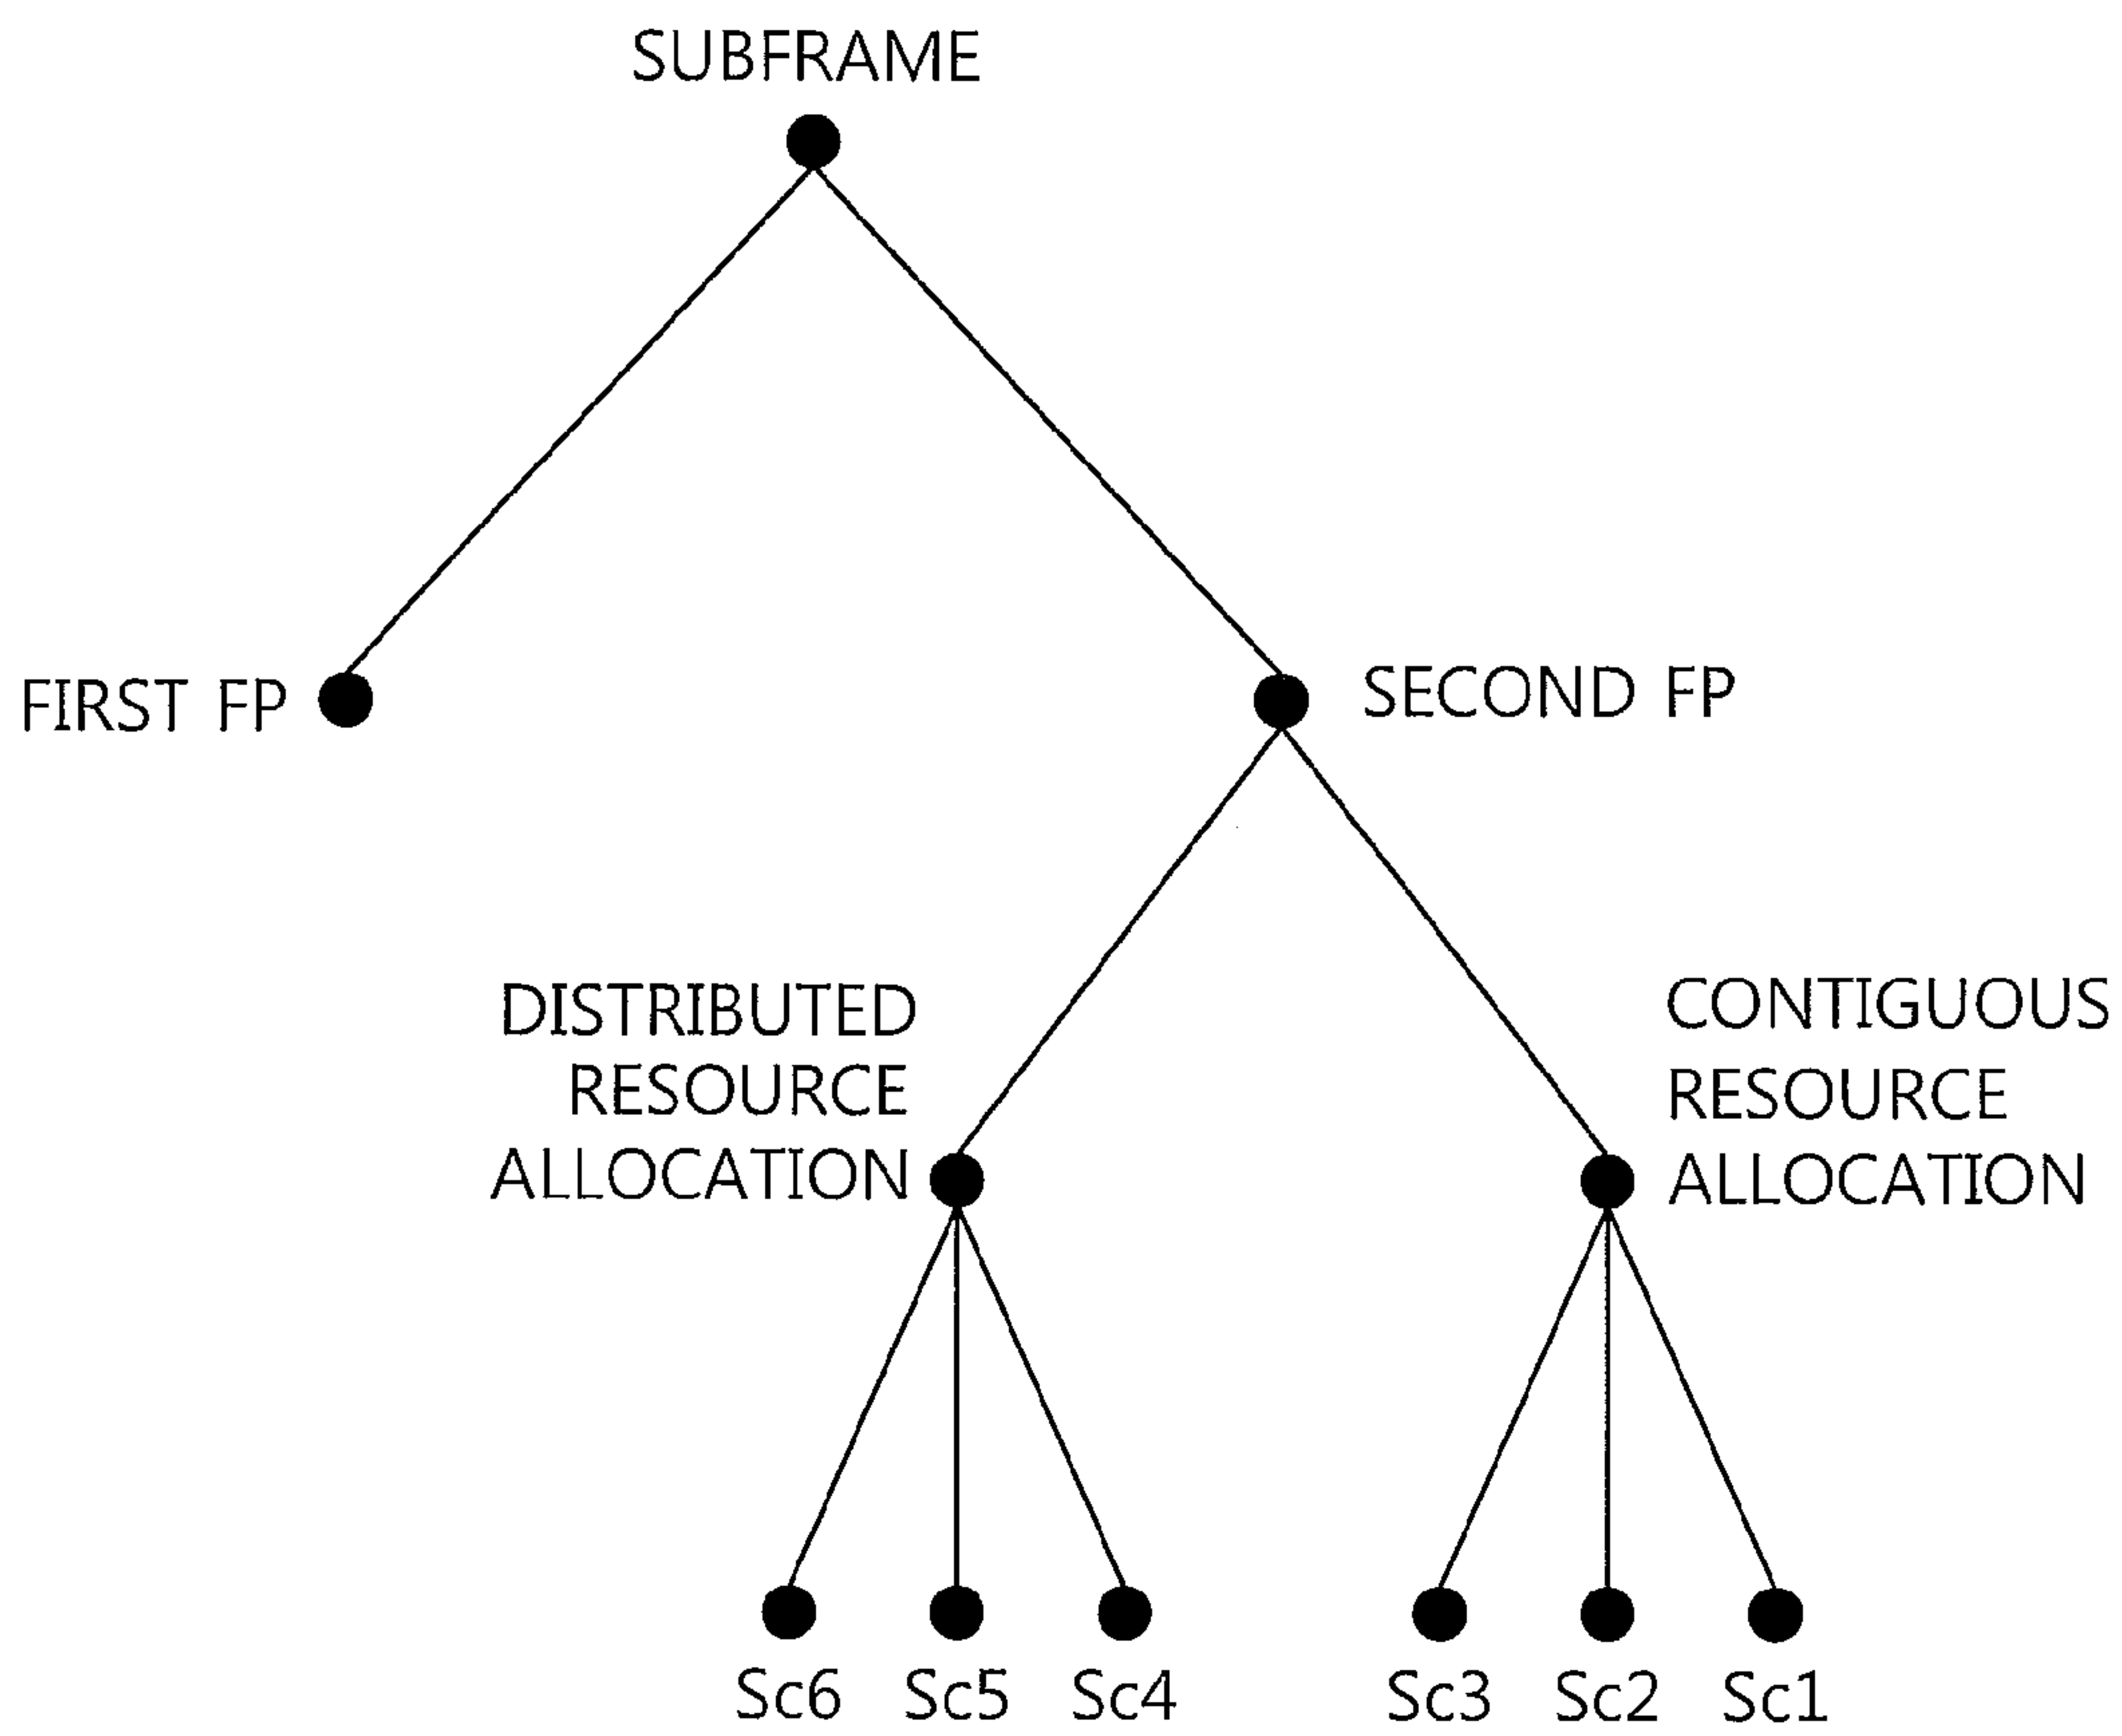 SUBFRAME
FIRST FP
SECOND FP
DISTRIBUTED
RESOURCE
ALLOCATION
CONTIGUOUS
RESOURCE
ALLOCATION
Sc6 Sc5 Sc4 Sc3 Sc2 Sc1